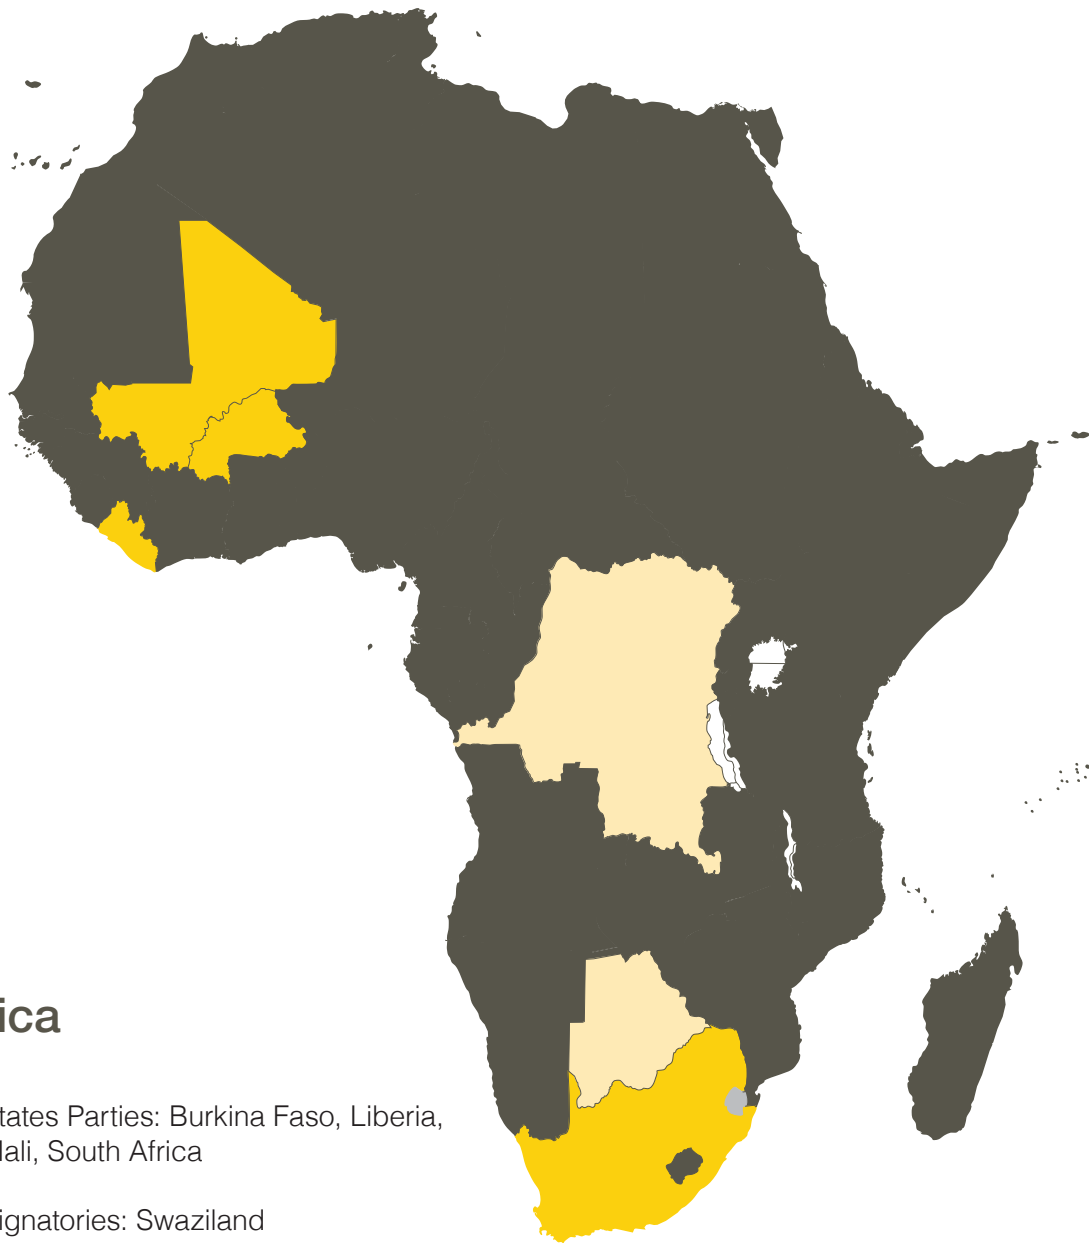 ica
tates Parties: Burkina Faso, Liberia,
lali, South Africa
ignatories: Swaziland